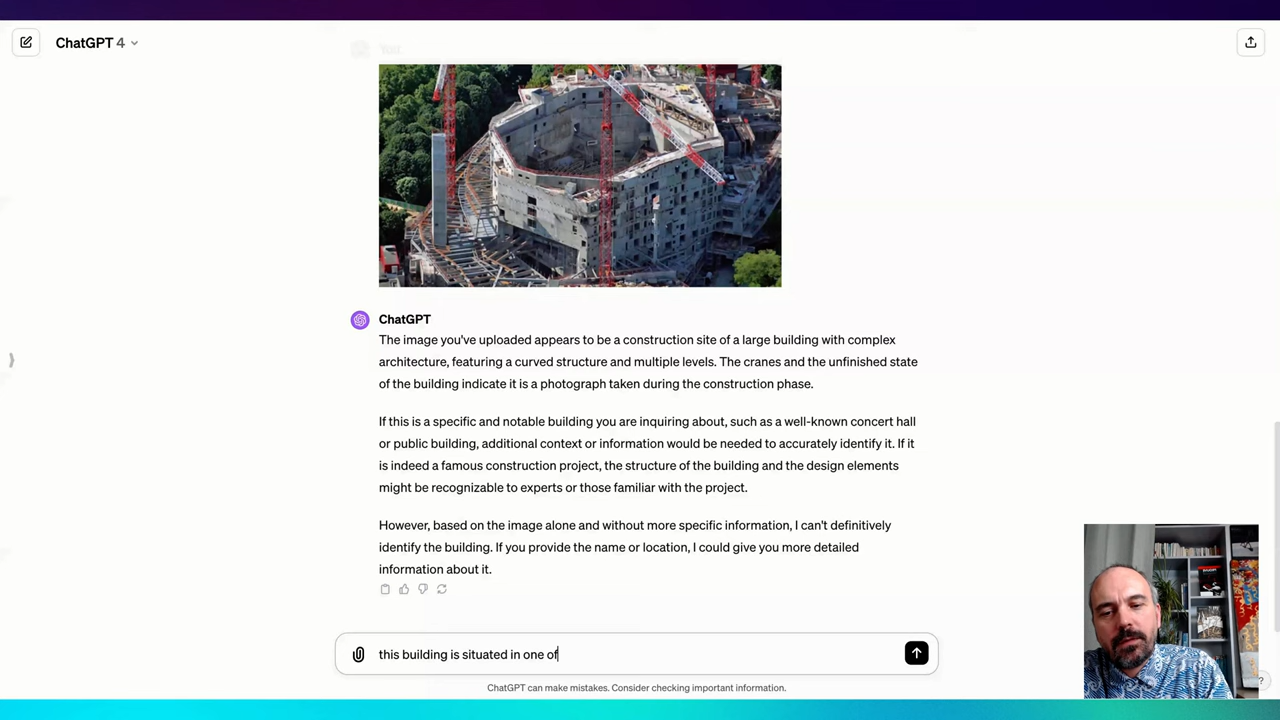 ChatGPT 4
You
ChatGPT
The image you've uploaded appears to be a construction site of a large building with complex
architecture, featuring a curved structure and multiple levels. The cranes and the unfinished state
of the building indicate it is a photograph taken during the construction phase.
If this is a specific and notable building you are inquiring about, such as a well-known concert hall
or public building, additional context or information would be needed to accurately identify it. If it
is indeed a famous construction project, the structure of the building and the design elements
might be recognizable to experts or those familiar with the project.
However, based on the image alone and without more specific information, I can't definitively
identify the building. If you provide the name or location, I could give you more detailed
information about it.
this building is situated in one of
ChatGPT can make mistakes. Consider checking important information.
?